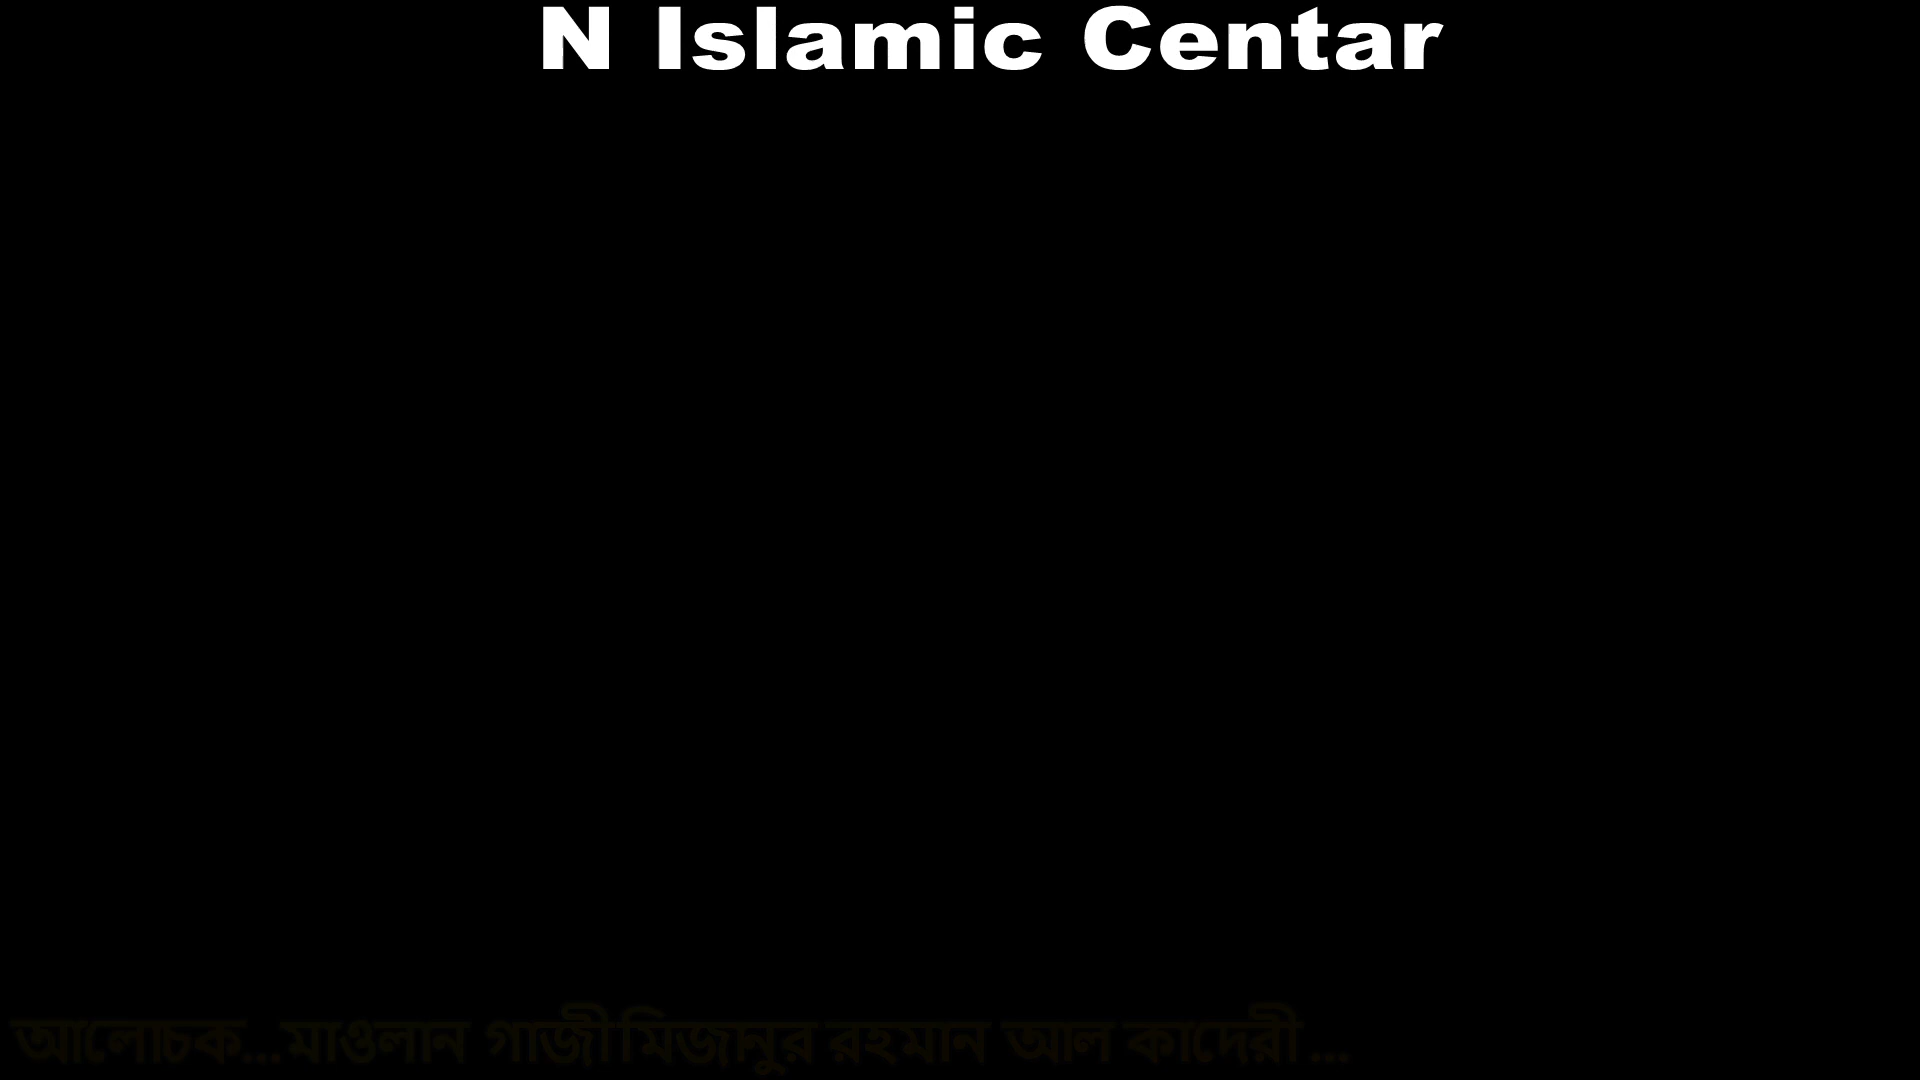 N Islamic Centar
আলোচক...মাওলান গাজী মিজানুর রহমান আল কাদেরী ...